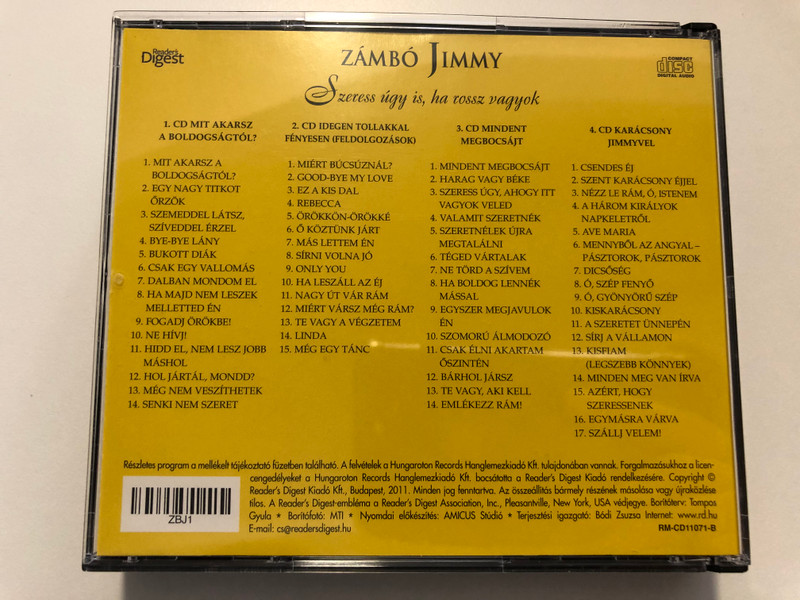 Reader's
Digest
ZÁMBÓ JIMMY
COMPACT
disc
DIGITAL AUDIO
Szeress úgy is, ha rossz vagyok
1. CD MIT AKARSZ
A BOLDOGSÁGTÓL?
1. MIT AKARSZ A
BOLDOGSÁGTÓL?
2. EGY NAGY TITKOT
ŐRZÖK
3. SZEMEDDEL LÁTSZ,
SZÍVEDDEL ÉRZEL
4. BYE-BYE LÁNY
5. BUKOTT DIÁK
6. CSAK EGY VALLOMÁS
7. DALBAN MONDOM EL
8. HA MAJD NEM LESZEK
MELLETTED ÉN
9. FOGADJ ÖRÖKBE!
10. NE HÍVJ!
11. HIDD EL, NEM LESZ JOBB
MÁSHOL
12. HOL JÁRTÁL, MONDD?
13. MÉG NEM VESZÍTHETEK
14. SENKI NEM SZERET
2. CD IDEGEN TOLLAKKAL
FÉNYESEN (FELDOLGOZÁSOK)
1. MIÉRT BÚCSÚZNÁL?
2. GOOD-BYE MY LOVE
3. EZ A KIS DAL
4. REBECCA
5. ÖRÖKKÖN-ÖRÖKKÉ
6. Ő KÖZTÜNK JÁRT
7. MÁS LETTEM ÉN
8. SÍRNI VOLNA JÓ
9. ONLY YOU
10. HA LESZÁLL AZ ÉJ
11. NAGY ÚT VÁR RÁM
12. MIÉRT VÁRSZ MÉG RÁM?
13. TE VAGY A VÉGZETEM
14. LINDA
15. MÉG EGY TÁNC
3. CD MINDENT
MEGBOCSÁJT
1. MINDENT MEGBOCSÁJT
2. HARAG VAGY BÉKE
3. SZERESS ÚGY, AHOGY ITT
VAGYOK VELED
4. VALAMIT SZERETNÉK
5. SZERETNÉLEK ÚJRA
MEGTALÁLNI
6. TÉGED VÁRTALAK
7. NE TÖRD A SZÍVEM
8. HA BOLDOG LENNÉK
MÁSSAL
9. EGYSZER MEGJAVULOK
ÉN
10. SZOMORÚ ÁLMODOZÓ
11. CSAK ÉLNI AKARTAM
ŐSZINTÉN
12. BÁRHOL JÁRSZ
13. TE VAGY, AKI KELL
14. EMLÉKEZZ RÁM!
4. CD KARÁCSONY
JIMMYVEL
1. CSENDES ÉJ
2. SZENT KARÁCSONY ÉJJEL
3. NÉZZ LE RÁM, Ó, ISTENEM
4. A HÁROM KIRÁLYOK
NAPKELETRŐL
5. AVE MARIA
6. MENNYBŐL AZ ANGYAL –
PÁSZTOROK, PÁSZTOROK
7. DICSŐSÉG
8. Ó, SZÉP FENYŐ
9. Ó, GYÖNYÖRŰ SZÉP
10. KISKARÁCSONY
11. A SZERETET ÜNNEPÉN
12. SÍRJ A VÁLLAMON
13. KISFIAM
(LEGSZEBB KÖNNYEK)
14. MINDEN MEG VAN ÍRVA
15. AZÉRT, HOGY
SZERESSENEK
16. EGYMÁSRA VÁRVA
17. SZÁLLJ VELEM!
Részletes program a mellékelt tájékoztató füzetben található. A felvételek a Hungaroton Records Hanglemezkiadó Kft. tulajdonában vannak. Forgalmazásukhoz a licen-
cengedélyeket a Hungaroton Records Hanglemezkiadó Kft. bocsátotta a Reader's Digest Kiadó rendelkezésére. Copyright ©
Reader's Digest Kiadó Kft., Budapest, 2011. Minden jog fenntartva. Az összeállítás bármely részének másolása vagy újraközlése
tilos. A Reader's Digest-embléma a Reader's Digest Association, Inc., Pleasantville, New York, USA védjegye. Borítóterv: Tompos
Gyula • Borítófotó: MTI • Nyomdai előkészítés: AMICUS Stúdió • Terjesztési igazgató: Bódi Zsuzsa Internet: www.rd.hu
E-mail: cs@readersdigest.hu
RM-CD11071-B
ZBJ1